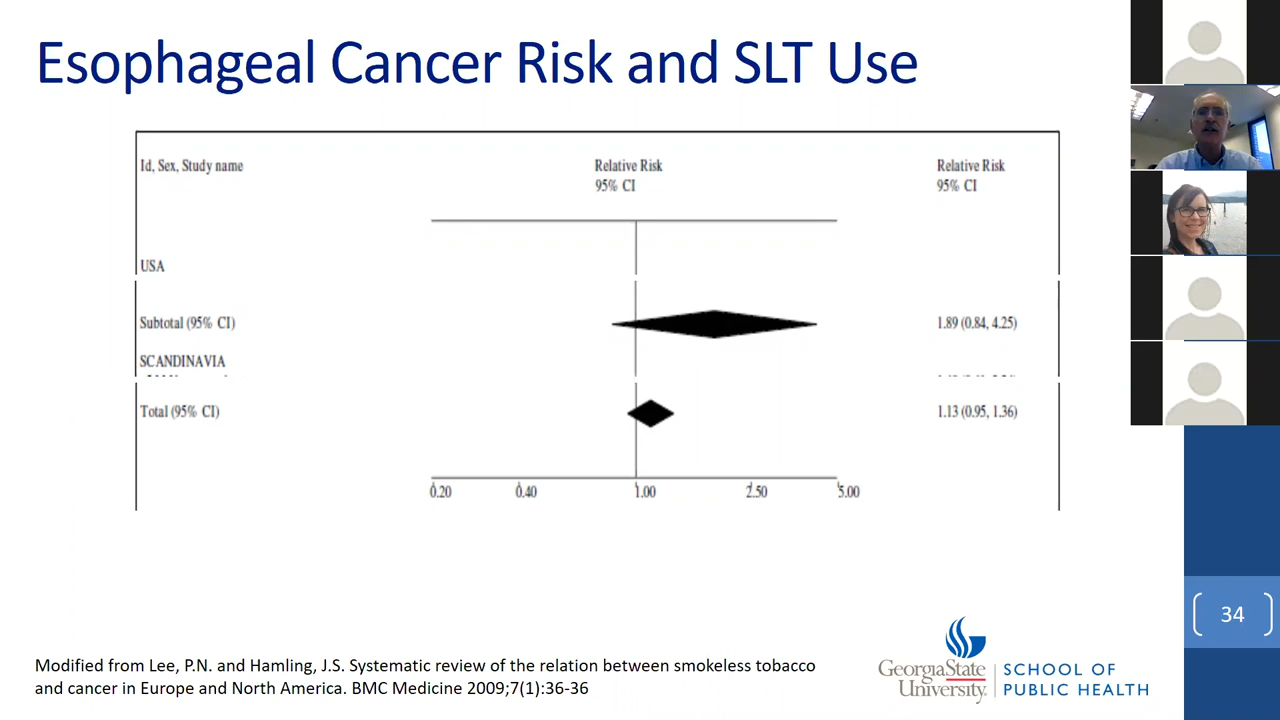 Esophageal Cancer Risk and SLT Use
Id, Sex, Study name
Relative Risk
95% CI
Relative Risk
95% CI
USA
Subtotal (95% CI)
1.89 (0.84, 4.25)
SCANDINAVIA
Total (95% CI)
1.13 (0.95, 1.36)
0.20 0.40 1.00 2.50 5.00
34
Modified from Lee, P.N. and Hamling, J.S. Systematic review of the relation between smokeless tobacco
and cancer in Europe and North America. BMC Medicine 2009;7(1):36-36
GeorgiaState
University
SCHOOL OF
PUBLIC HEALTH